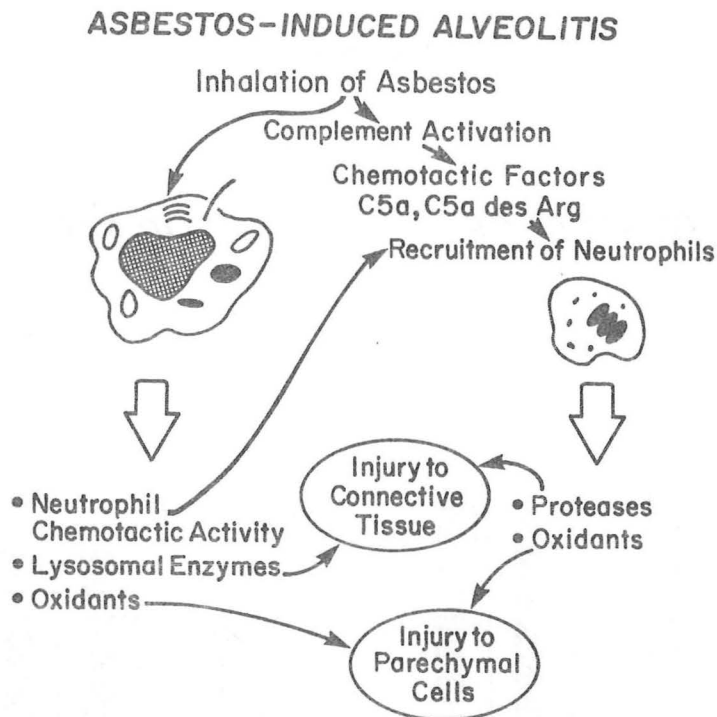 ASBESTOS-INDUCED ALVEOLITIS
Inhalation of Asbestos
Complement Activation
Chemotactic Factors
C5a, C5a des Arg
Recruitment of Neutrophils
• Neutrophil
Chemotactic Activity
• Lysosomal Enzymes
• Oxidants
Injury to
Connective
Tissue
• Proteases
• Oxidants
Injury to
Parechymal
Cells